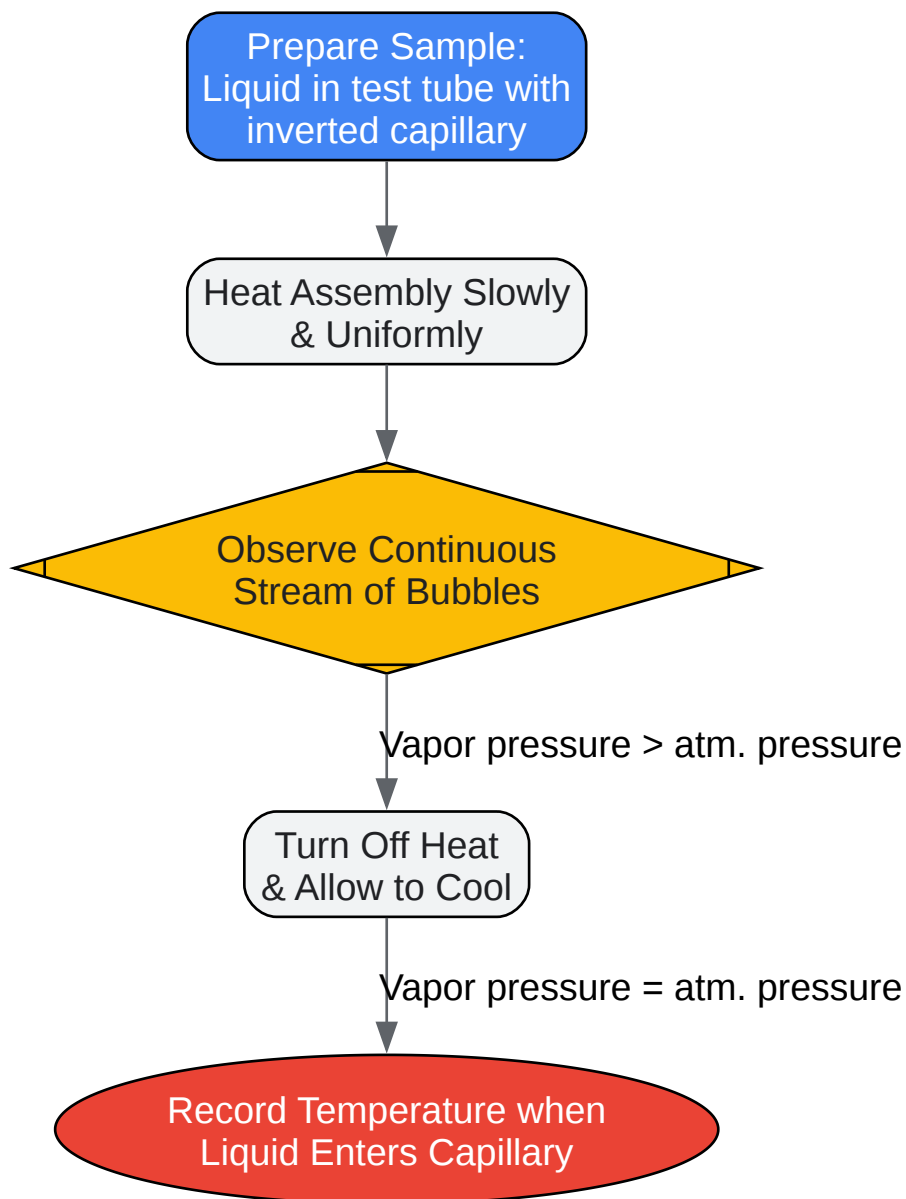 Prepare Sample:
Liquid in test tube with
inverted capillary
Heat Assembly Slowly
& Uniformly
Observe Continuous
Stream of Bubbles
Vapor pressure > atm. pressure
Turn Off Heat
& Allow to Cool
Vapor pressure = atm. pressure
Record Temperature when
Liquid Enters Capillary